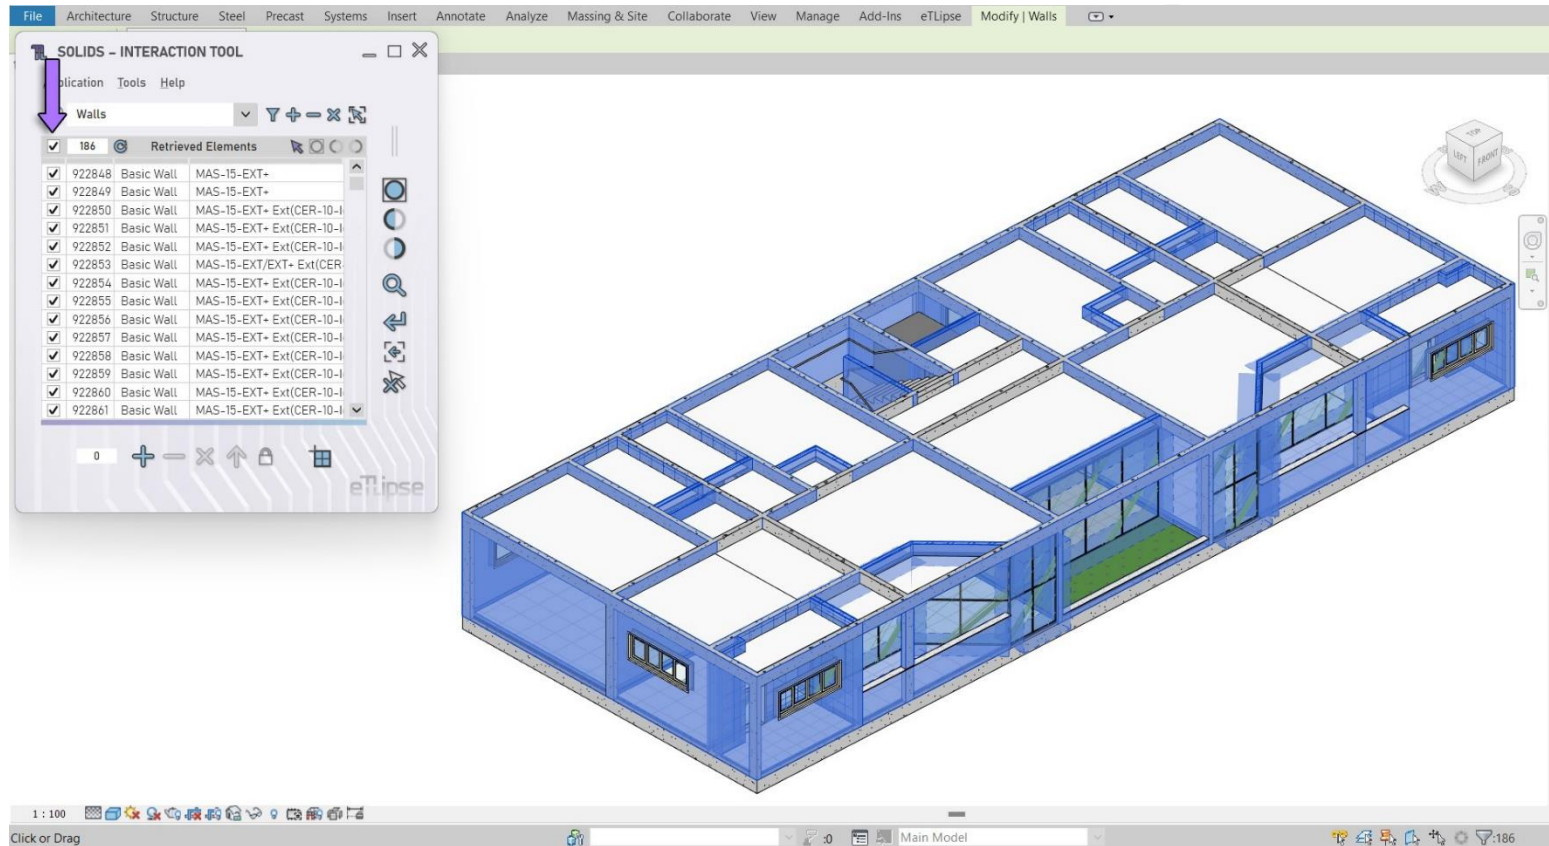 File Architecture Structure Steel Precast Systems Insert Annotate Analyze Massing & Site Collaborate View Manage Add-Ins eTLipse Modify | Walls
SOLIDS – INTERACTION TOOL
Tools Help
Walls
186 Retrieved Elements
922848 Basic Wall MAS-15-EXT+
922849 Basic Wall MAS-15-EXT+
922850 Basic Wall MAS-15-EXT+ Ext(CER-10-I
922851 Basic Wall MAS-15-EXT+ Ext(CER-10-I
922852 Basic Wall MAS-15-EXT+ Ext(CER-10-I
922853 Basic Wall MAS-15-EXT/EXT+ Ext(CER
922854 Basic Wall MAS-15-EXT+ Ext(CER-10-I
922855 Basic Wall MAS-15-EXT+ Ext(CER-10-I
922856 Basic Wall MAS-15-EXT+ Ext(CER-10-I
922857 Basic Wall MAS-15-EXT+ Ext(CER-10-I
922858 Basic Wall MAS-15-EXT+ Ext(CER-10-I
922859 Basic Wall MAS-15-EXT+ Ext(CER-10-I
922860 Basic Wall MAS-15-EXT+ Ext(CER-10-I
922861 Basic Wall MAS-15-EXT+ Ext(CER-10-I
0
eTLipse
TOP
LEFT FRONT
1 : 100
Click or Drag :0 Main Model :186